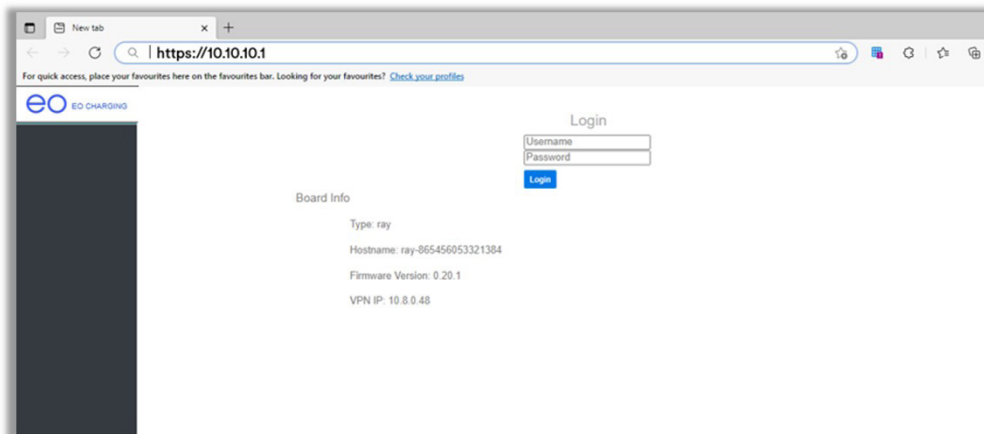 New tab
https://10.10.10.1
For quick access, place your favourites here on the favourites bar. Looking for your favourites? Check your profiles
eo EO CHARGING
Login
Username
Password
Login
Board Info
Type: ray
Hostname: ray-865456053321384
Firmware Version: 0.20.1
VPN IP: 10.8.0.48